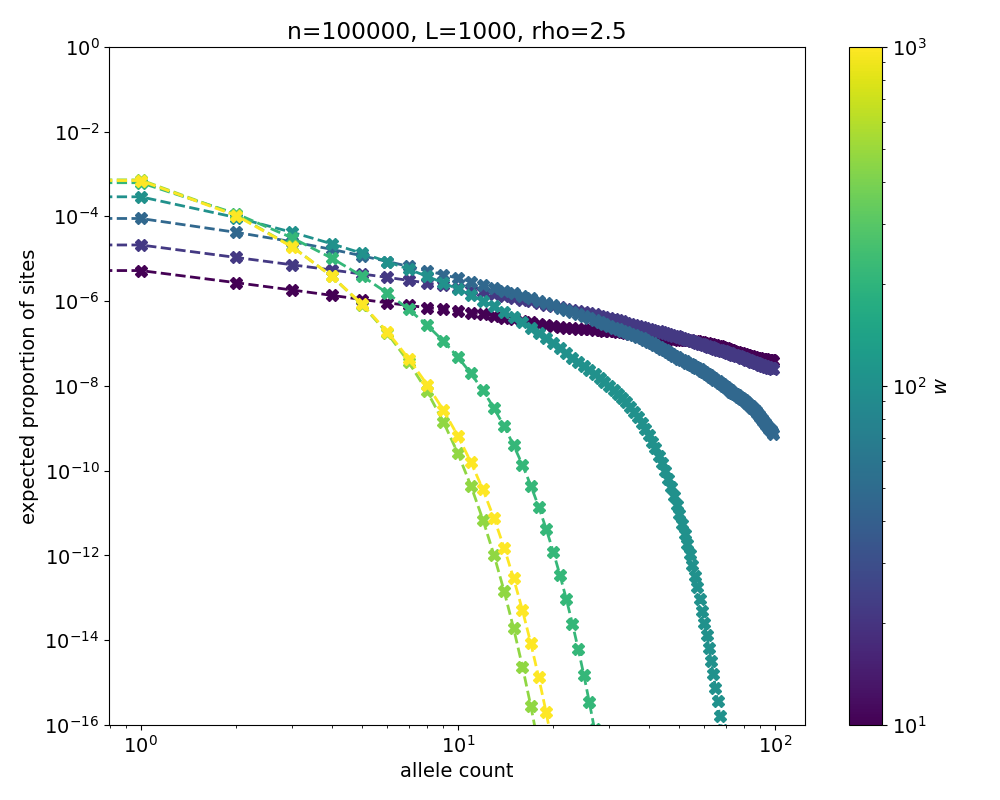 n=100000, L=1000, rho=2.5
expected proportion of sites
10^0
10^-2
10^-4
10^-6
10^-8
10^-10
10^-12
10^-14
10^-16
10^0 10^1 10^2
allele count
10^3
10^2
10^1
w